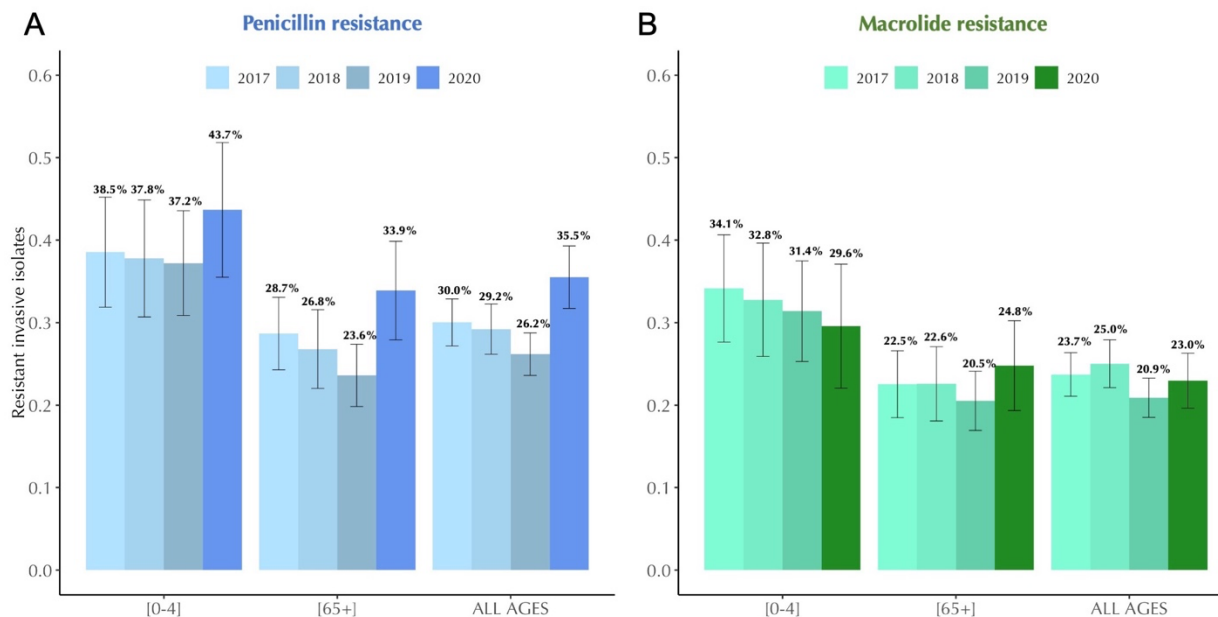 A
Penicillin resistance
2017 2018 2019 2020
Resistant invasive isolates
0.6
0.5
0.4
0.3
0.2
0.1
0.0
38.5% 37.8% 37.2% 43.7%
28.7% 26.8% 23.6% 33.9%
30.0% 29.2% 26.2% 35.5%
[0-4] [65+] ALL AGES
B
Macrolide resistance
2017 2018 2019 2020
0.6
0.5
0.4
0.3
0.2
0.1
0.0
34.1% 32.8% 31.4% 29.6%
22.5% 22.6% 20.5% 24.8%
23.7% 25.0% 20.9% 23.0%
[0-4] [65+] ALL AGES